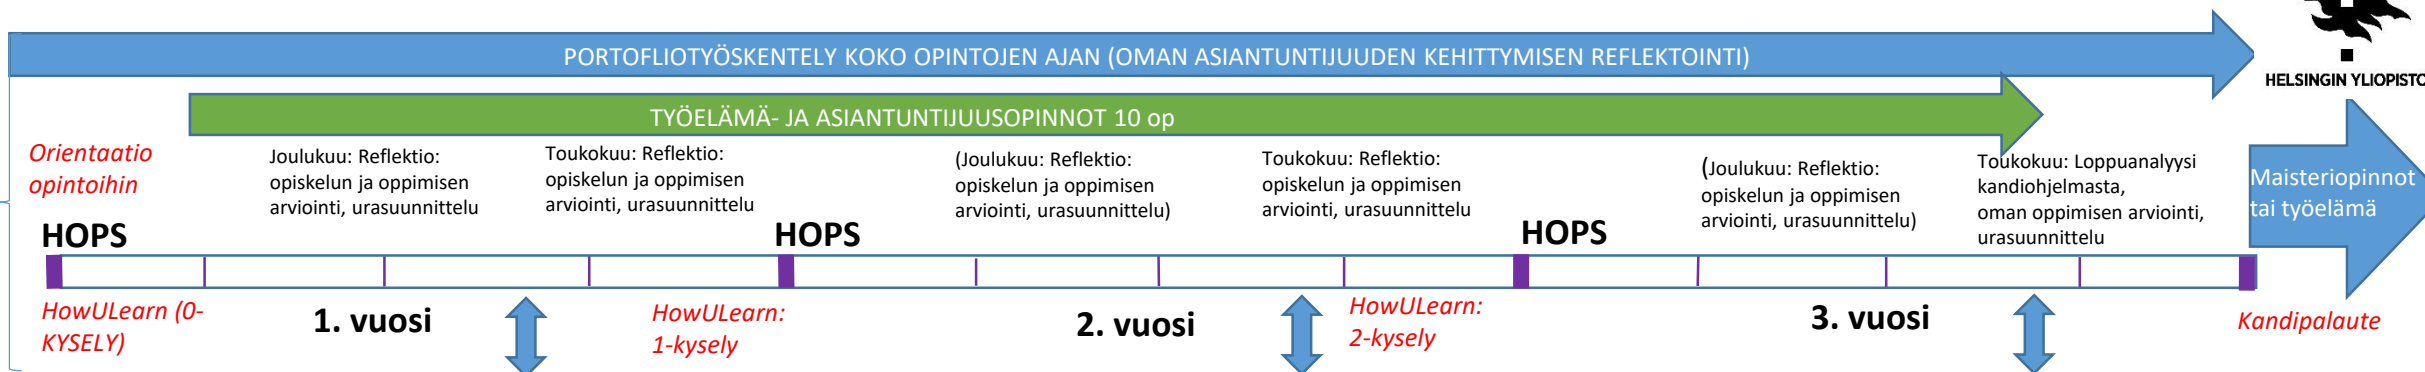 PORTOFLIOTYÖSKENTELY KOKO OPINTOJEN AJAN (OMAN ASIANTUNTIJUUDEN KEHITTYMISEN REFLEKTOINTI)
HELSINGIN YLIOPISTO
TYÖELÄMÄ- JA ASIANTUNTIJUUSOPINNOT 10 op
Orientaatio
opintoihin
Joulukuu: Reflektio:
opiskelun ja oppimisen
arviointi, urasuunnittelu
Toukokuu: Reflektio:
opiskelun ja oppimisen
arviointi, urasuunnittelu
(Joulukuu: Reflektio:
opiskelun ja oppimisen
arviointi, urasuunnittelu)
Toukokuu: Reflektio:
opiskelun ja oppimisen
arviointi, urasuunnittelu
(Joulukuu: Reflektio:
opiskelun ja oppimisen
arviointi, urasuunnittelu)
Toukokuu: Loppuanalyysi
kandiohjelmasta,
oman oppimisen arviointi,
urasuunnittelu
Maisteriopinnot
tai työelämä
HOPS
HOPS
HOPS
HowULearn (0-
KYSELY)
1. vuosi
HowULearn:
1-kysely
2. vuosi
HowULearn:
2-kysely
3. vuosi
Kandipalaute